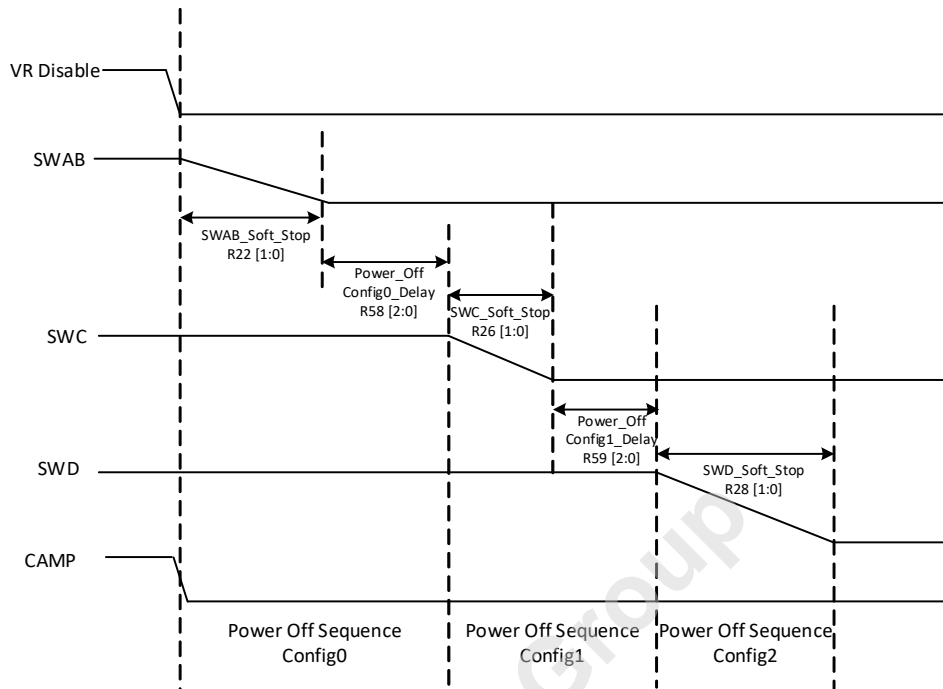 VR Disable
SWAB
SWAB_Soft_Stop
R22 [1:0]
Power_Off
Config0_Delay
R58 [2:0]
SWC_Soft_Stop
R26 [1:0]
SWC
Power_Off
Config1_Delay
R59 [2:0]
SWD
SWD_Soft_Stop
R28 [1:0]
CAMP
Power Off Sequence
Config0
Power Off Sequence
Config1
Power Off Sequence
Config2
Group